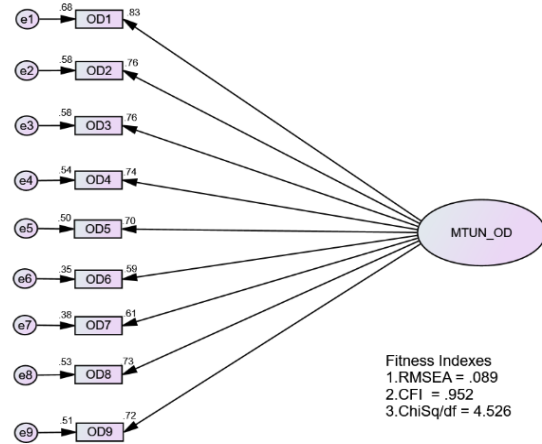 e1 .68 OD1 .83
e2 .58 OD2 .76
e3 .58 OD3 .76
e4 .54 OD4 .74
e5 .50 OD5 .70
MTUN_OD
e6 .35 OD6 .59
e7 .38 OD7 .61
e8 .53 OD8 .73
e9 .51 OD9 .72
Fitness Indexes
1.RMSEA = .089
2.CFI = .952
3.ChiSq/df = 4.526